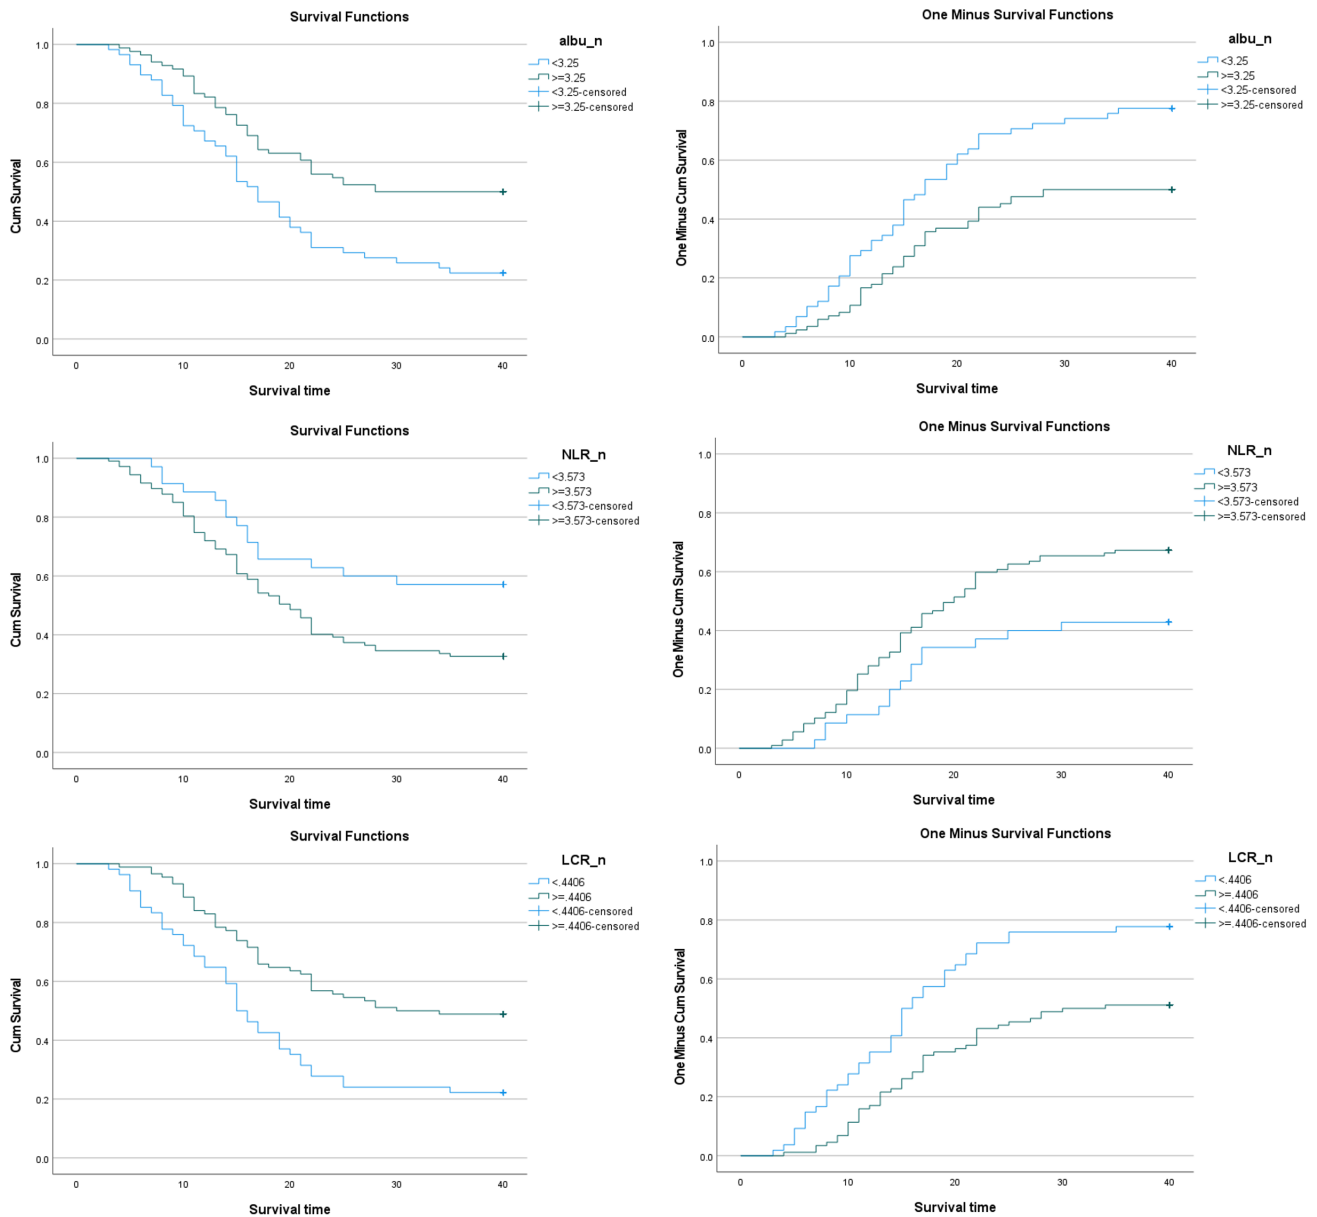 Survival Functions
Cum Survival
1.0
0.8
0.6
0.4
0.2
0.0
0 10 20 30 40
Survival time
albu_n
<3.25
>=3.25
<3.25-censored
>=3.25-censored
One Minus Survival Functions
One Minus Cum Survival
1.0
0.8
0.6
0.4
0.2
0.0
0 10 20 30 40
Survival time
albu_n
<3.25
>=3.25
<3.25-censored
>=3.25-censored
Survival Functions
Cum Survival
1.0
0.8
0.6
0.4
0.2
0.0
0 10 20 30 40
Survival time
NLR_n
<3.573
>=3.573
<3.573-censored
>=3.573-censored
One Minus Survival Functions
One Minus Cum Survival
1.0
0.8
0.6
0.4
0.2
0.0
0 10 20 30 40
Survival time
NLR_n
<3.573
>=3.573
<3.573-censored
>=3.573-censored
Survival Functions
Cum Survival
1.0
0.8
0.6
0.4
0.2
0.0
0 10 20 30 40
Survival time
LCR_n
<.4406
>=.4406
<.4406-censored
>=.4406-censored
One Minus Survival Functions
One Minus Cum Survival
1.0
0.8
0.6
0.4
0.2
0.0
0 10 20 30 40
Survival time
LCR_n
<.4406
>=.4406
<.4406-censored
>=.4406-censored